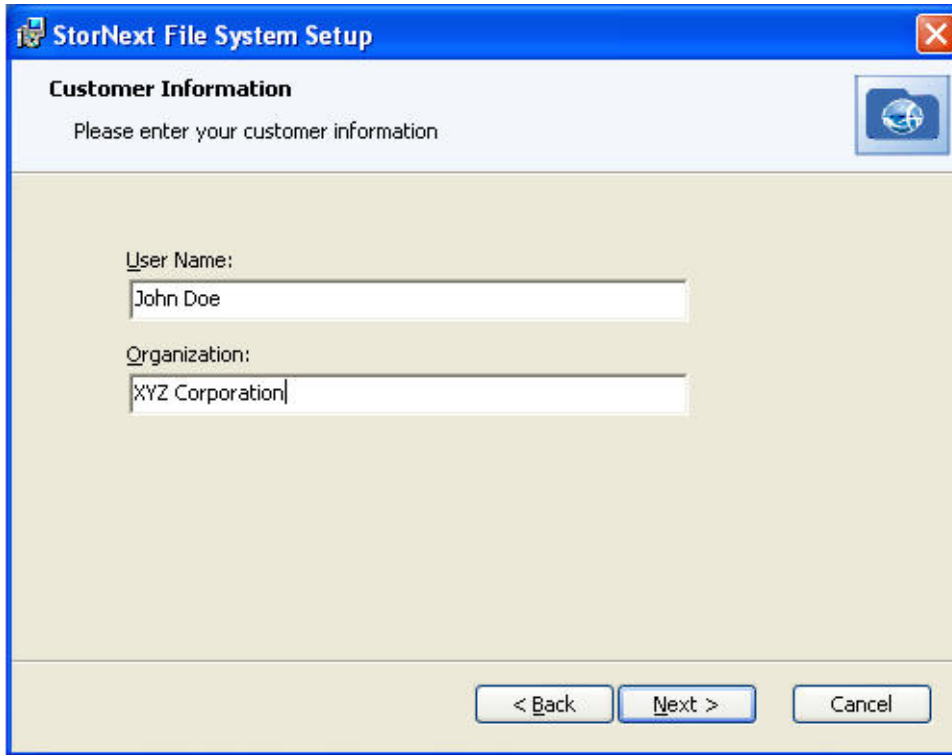 StorNext File System Setup
Customer Information
Please enter your customer information
User Name:
John Doe
Organization:
XYZ Corporation
< Back Next > Cancel